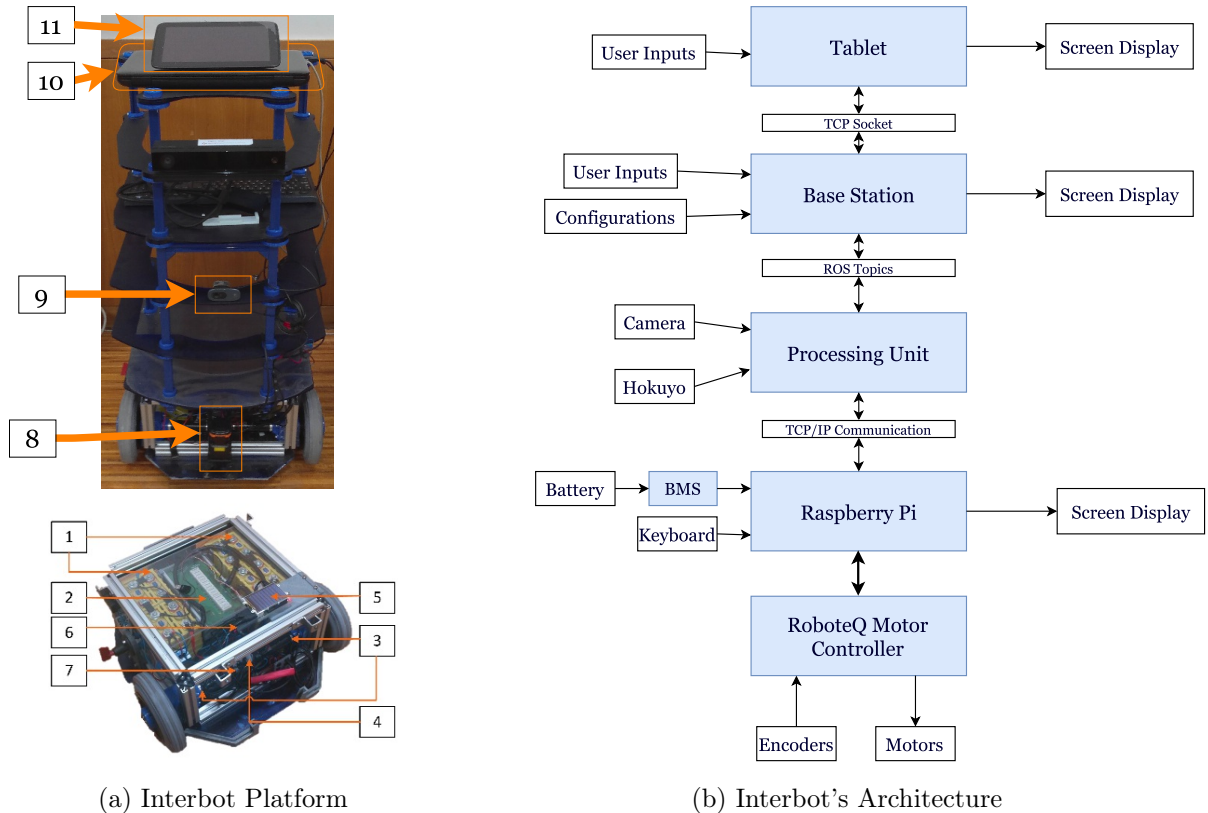 11
10
9
8
1
2
6
7
5
3
4
(a) Interbot Platform
User Inputs
Tablet
Screen Display
TCP Socket
User Inputs
Configurations
Base Station
Screen Display
ROS Topics
Camera
Hokuyo
Processing Unit
TCP/IP Communication
Battery
BMS
Keyboard
Raspberry Pi
Screen Display
RoboteQ Motor
Controller
Encoders
Motors
(b) Interbot's Architecture